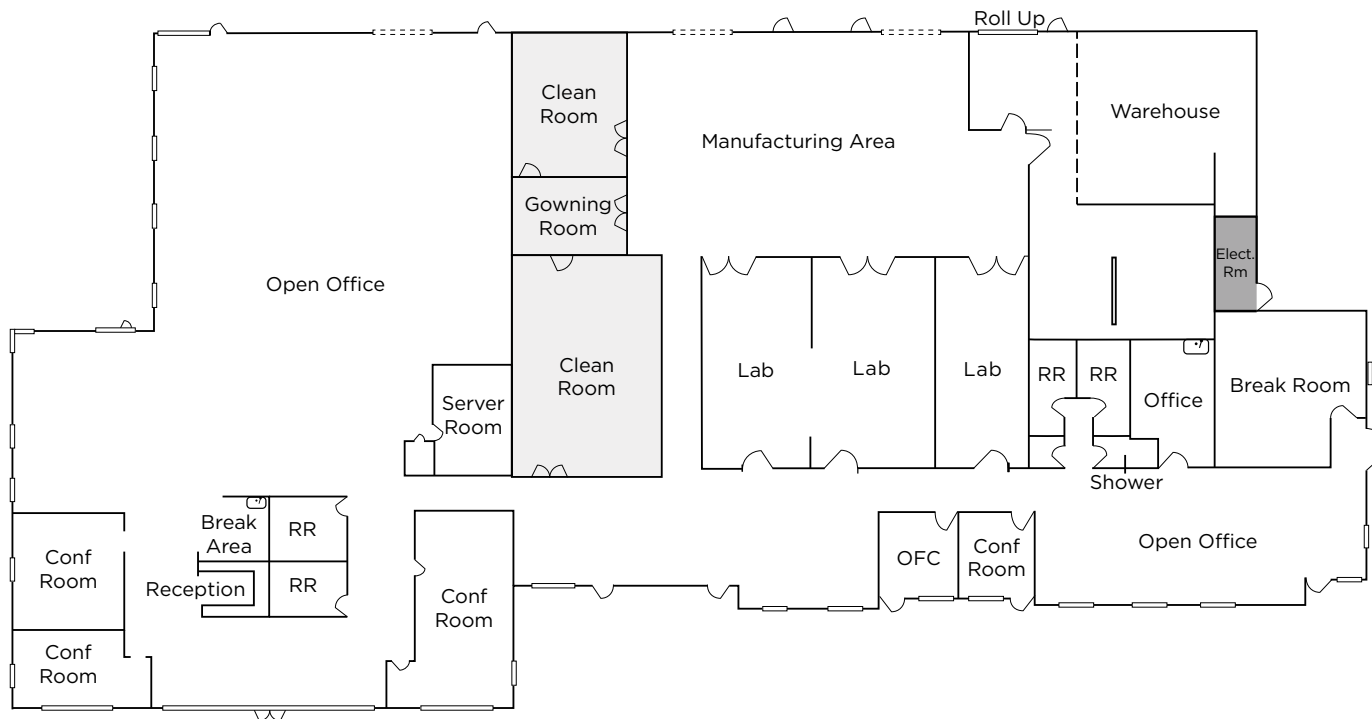 Roll Up
Clean
Room
Warehouse
Manufacturing Area
Gowning
Room
Elect.
Rm
Open Office
Clean
Room
Lab
Lab
Lab
RR
RR
Office
Break Room
Server
Room
Shower
Break
Area
RR
Conf
Room
OFC
Conf
Room
Open Office
Reception
RR
Conf
Room
Conf
Room